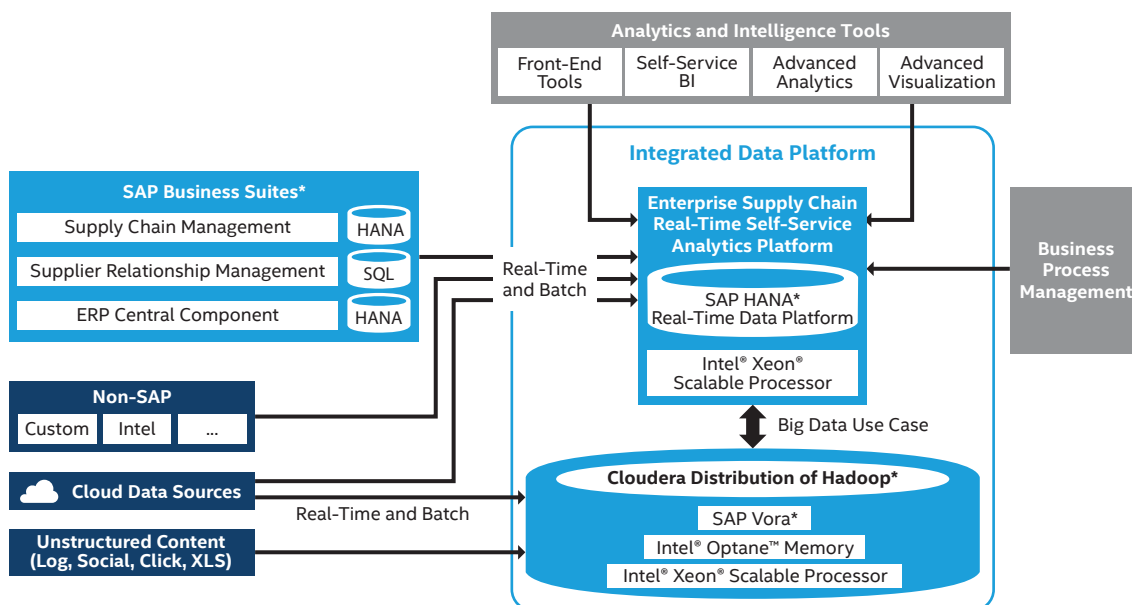 Analytics and Intelligence Tools
Front-End
Tools
Self-Service
BI
Advanced
Analytics
Advanced
Visualization
Integrated Data Platform
SAP Business Suites*
Supply Chain Management
HANA
Supplier Relationship Management
SQL
ERP Central Component
HANA
Real-Time
and Batch
Enterprise Supply Chain
Real-Time Self-Service
Analytics Platform
SAP HANA*
Real-Time Data Platform
Intel® Xeon®
Scalable Processor
Business
Process
Management
Non-SAP
Custom
Intel
...
Big Data Use Case
Cloud Data Sources
Real-Time and Batch
Unstructured Content
(Log, Social, Click, XLS)
Cloudera Distribution of Hadoop*
SAP Vora*
Intel® Optane™ Memory
Intel® Xeon® Scalable Processor